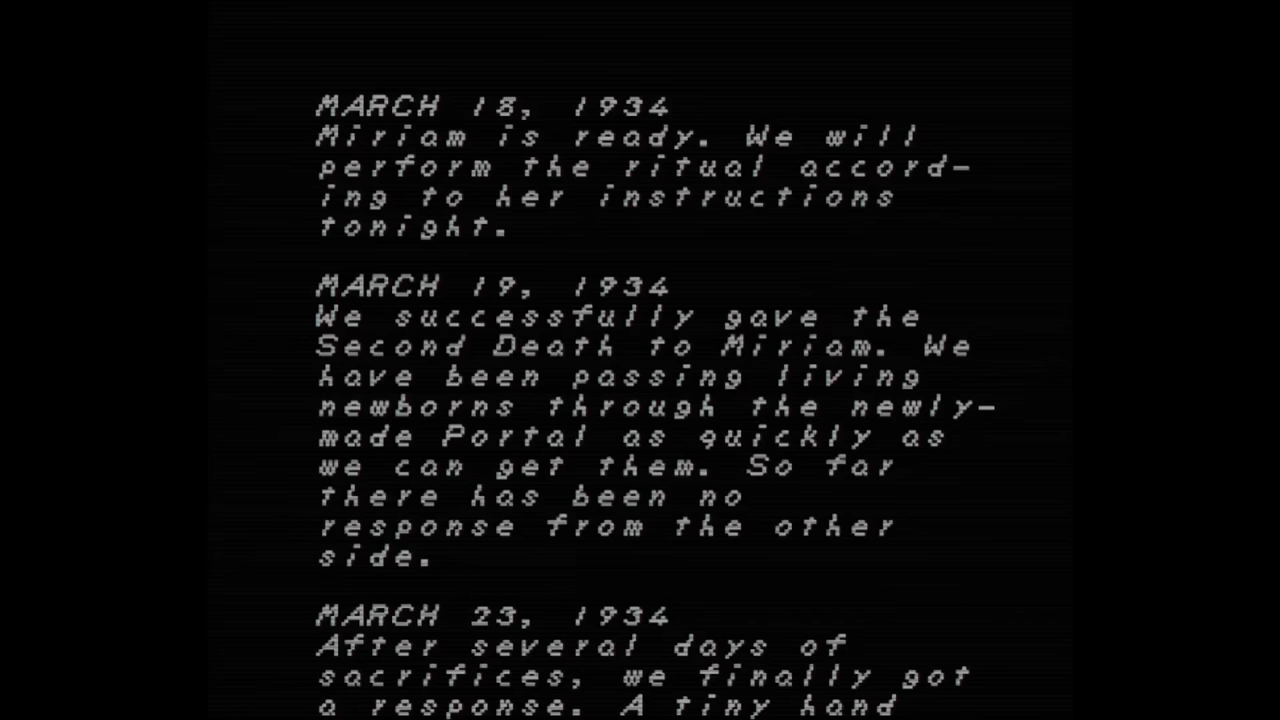 MARCH 18, 1934
Miriam is ready. We will
perform the ritual accord-
ing to her instructions
tonight.
MARCH 19, 1934
We successfully gave the
Second Death to Miriam. We
have been passing living
newborns through the newly-
made Portal as quickly as
we can get them. So far
there has been no
response from the other
side.
MARCH 23, 1934
After several days of
sacrifices, we finally got
a response. A tiny hand